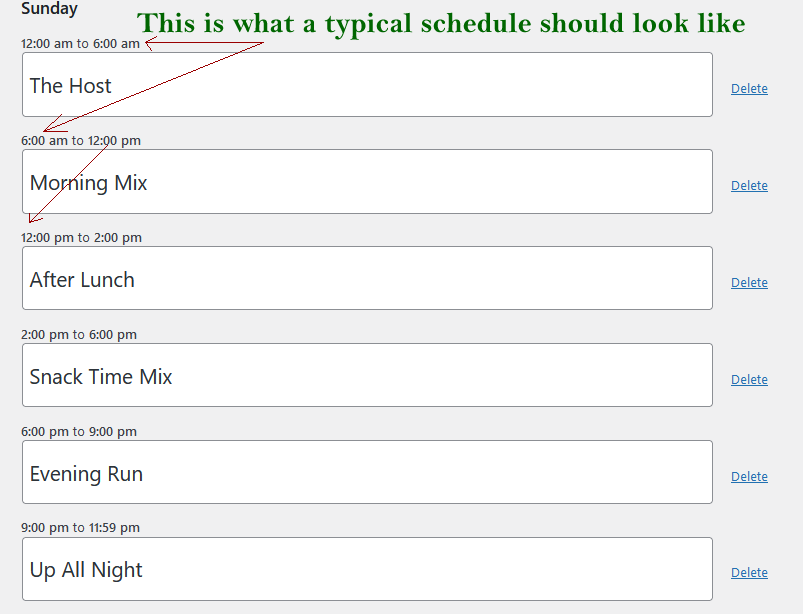 Sunday
This is what a typical schedule should look like
12:00 am to 6:00 am
The Host
Delete
6:00 am to 12:00 pm
Morning Mix
Delete
12:00 pm to 2:00 pm
After Lunch
Delete
2:00 pm to 6:00 pm
Snack Time Mix
Delete
6:00 pm to 9:00 pm
Evening Run
Delete
9:00 pm to 11:59 pm
Up All Night
Delete